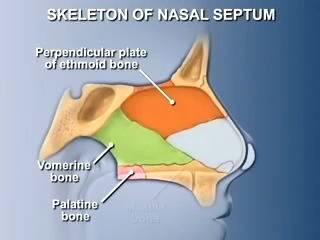 SKELETON OF NASAL SEPTUM
Perpendicular plate
of ethmoid bone
Vomerine
bone
Palatine
bone